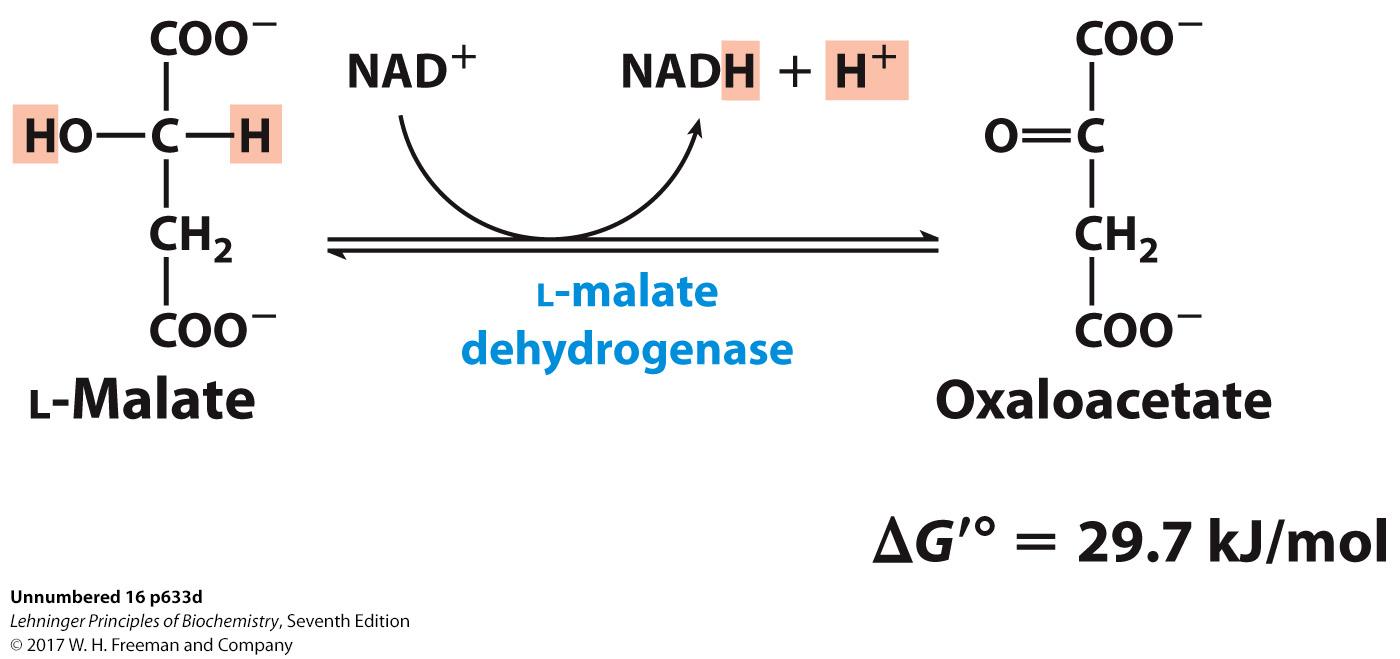 COO⁻
HO—C—H
CH₂
COO⁻
L-Malate
NAD⁺
NADH + H⁺
L-malate
dehydrogenase
COO⁻
O=C
CH₂
COO⁻
Oxaloacetate
ΔG′° = 29.7 kJ/mol
Unnumbered 16 p633d
Lehninger Principles of Biochemistry, Seventh Edition
© 2017 W. H. Freeman and Company